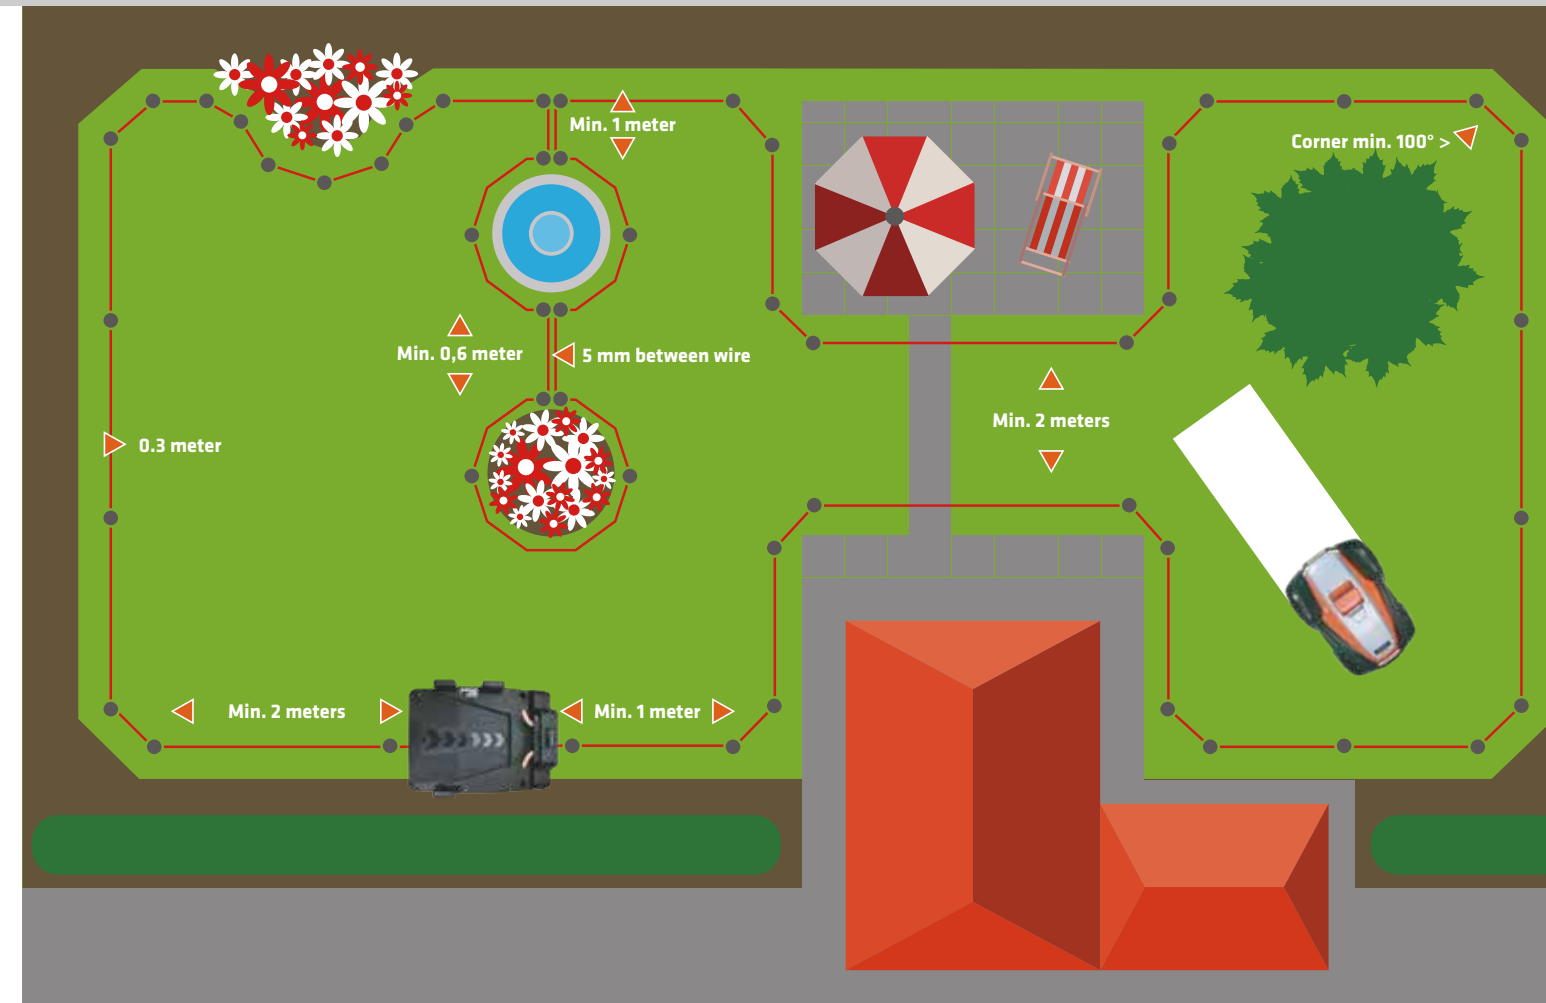 Min. 1 meter
Corner min. 100° >
Min. 0,6 meter
5 mm between wire
Min. 2 meters
0.3 meter
Min. 2 meters
Min. 1 meter